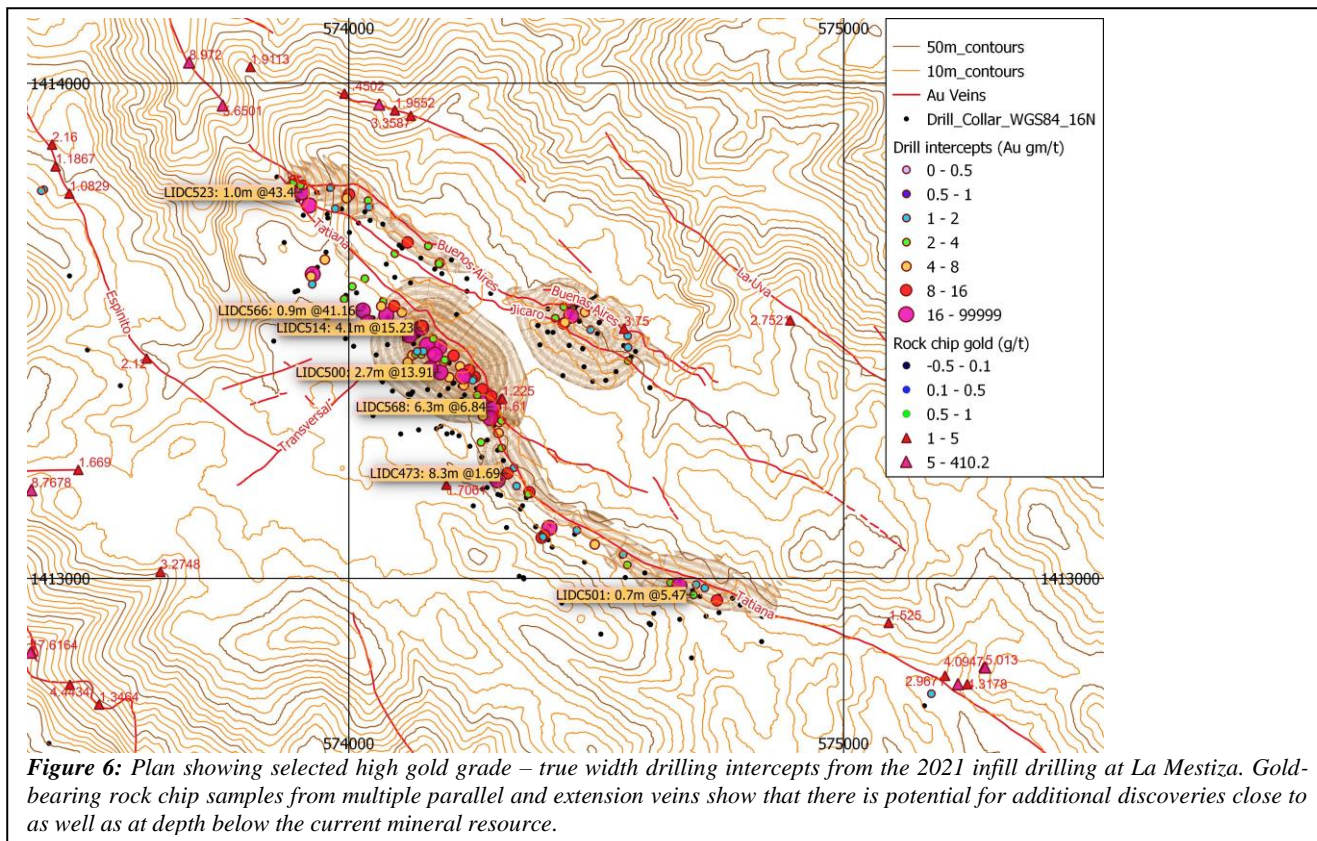 574000
575000
8.972
1.9113
1414000
3.6501
1.4502
1.9552
3.3587
2.16
1.1867
1.0829
LIDC523: 1.0m @43.4
Tatiana
Buenos Aires
La Uva
Espinito
Buenas Aires
Jicaro
3.75
2.7521
LIDC566: 0.9m @41.16
LIDC514: 4.1m @15.23
2.12
LIDC500: 2.7m @13.91
1.225
1.61
LIDC568: 6.3m @6.84
Transversal
1.669
8.7678
LIDC473: 8.3m @1.69
1.7061
3.2748
1413000
1413000
LIDC501: 0.7m @5.47
Tatiana
1.525
17.6164
4.0947
5.013
2.9671
1.3178
4.4434
1.3464
574000
575000
50m_contours
10m_contours
Au Veins
Drill_Collar_WGS84_16N
Drill intercepts (Au gm/t)
0 - 0.5
0.5 - 1
1 - 2
2 - 4
4 - 8
8 - 16
16 - 99999
Rock chip gold (g/t)
-0.5 - 0.1
0.1 - 0.5
0.5 - 1
1 - 5
5 - 410.2
Figure 6: Plan showing selected high gold grade – true width drilling intercepts from the 2021 infill drilling at La Mestiza. Gold-
bearing rock chip samples from multiple parallel and extension veins show that there is potential for additional discoveries close to
as well as at depth below the current mineral resource.